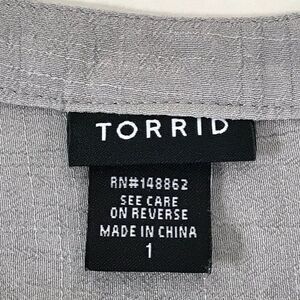 TORRID
RN#148862
SEE CARE
ON REVERSE
MADE IN CHINA
1